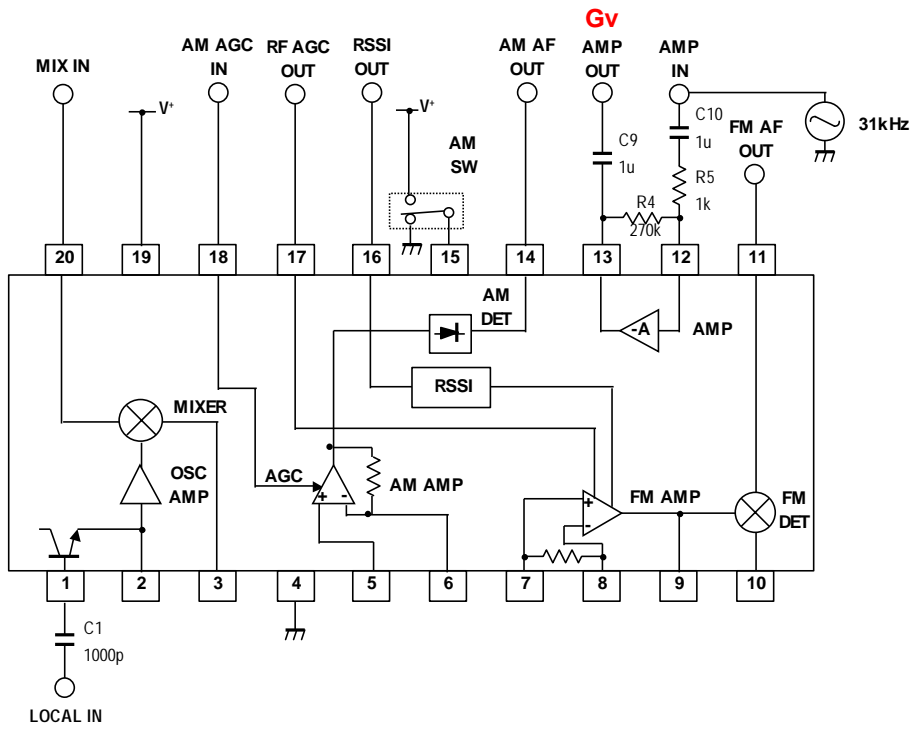 Gv
AM AGC
IN
RF AGC
OUT
RSSI
OUT
AM AF
OUT
AMP
OUT
AMP
IN
MIX IN
V+
V+
AM
SW
C9
1u
C10
1u
FM AF
OUT
31kHz
R5
1k
R4
270k
20
19
18
17
16
15
14
13
12
11
AM
DET
-A
AMP
RSSI
MIXER
OSC
AMP
AGC
+
-
AM AMP
+
-
FM AMP
FM
DET
1
2
3
4
5
6
7
8
9
10
C1
1000p
LOCAL IN